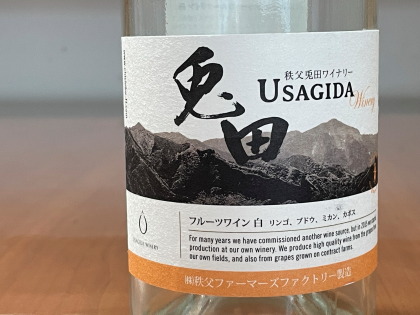 兎田
秩父兎田ワイナリー
USAGIDA
Winery
フルーツワイン 白 リンゴ、ブドウ、ミカン、カボス
For many years we have commissioned another wine source, but in 2015 we
production at our own winery. We produce high quality wine from the grapes
our own fields, and also from grapes grown on contract farms.
㈱秩父ファーマーズファクトリー製造